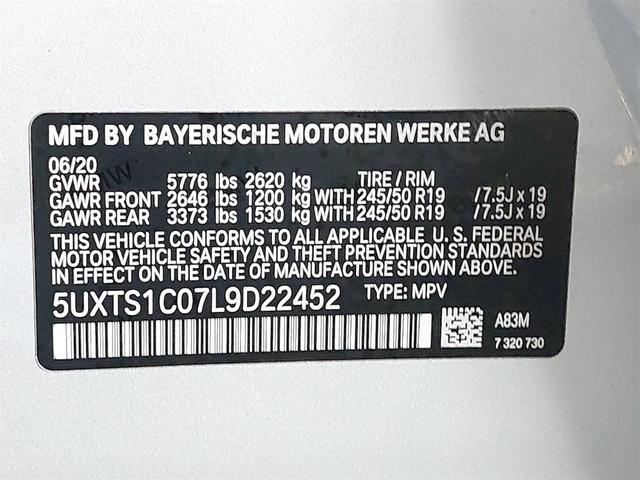 MFD BY BAYERISCHE MOTOREN WERKE AG
06/20
GVWR 5776 lbs 2620 kg TIRE / RIM
GAWR FRONT 2646 lbs 1200 kg WITH 245/50 R19 /7.5J x 19
GAWR REAR 3373 lbs 1530 kg WITH 245/50 R19 /7.5J x 19
THIS VEHICLE CONFORMS TO ALL APPLICABLE U. S. FEDERAL
MOTOR VEHICLE SAFETY AND THEFT PREVENTION STANDARDS
IN EFFECT ON THE DATE OF MANUFACTURE SHOWN ABOVE.
5UXTS1C07L9D22452 TYPE: MPV
A83M
7 320 730